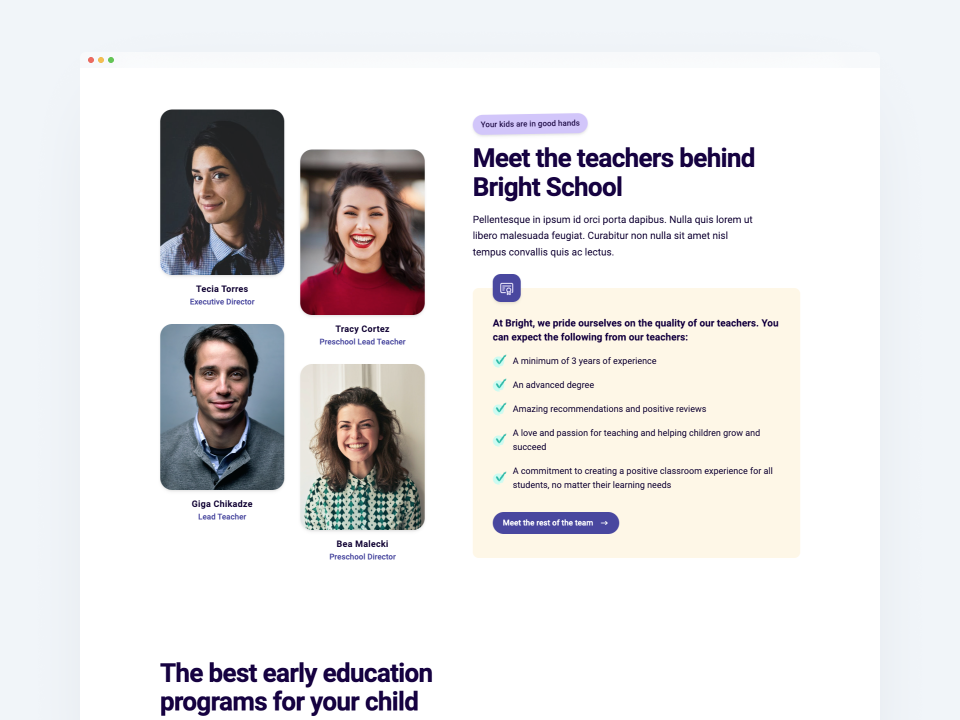 Tecia Torres
Executive Director
Tracy Cortez
Preschool Lead Teacher
Giga Chikadze
Lead Teacher
Bea Malecki
Preschool Director
Your kids are in good hands
Meet the teachers behind
Bright School
Pellentesque in ipsum id orci porta dapibus. Nulla quis lorem ut
libero malesuada feugiat. Curabitur non nulla sit amet nisl
tempus convallis quis ac lectus.
At Bright, we pride ourselves on the quality of our teachers. You
can expect the following from our teachers:
A minimum of 3 years of experience
An advanced degree
Amazing recommendations and positive reviews
A love and passion for teaching and helping children grow and
succeed
A commitment to creating a positive classroom experience for all
students, no matter their learning needs
Meet the rest of the team →
The best early education
programs for your child